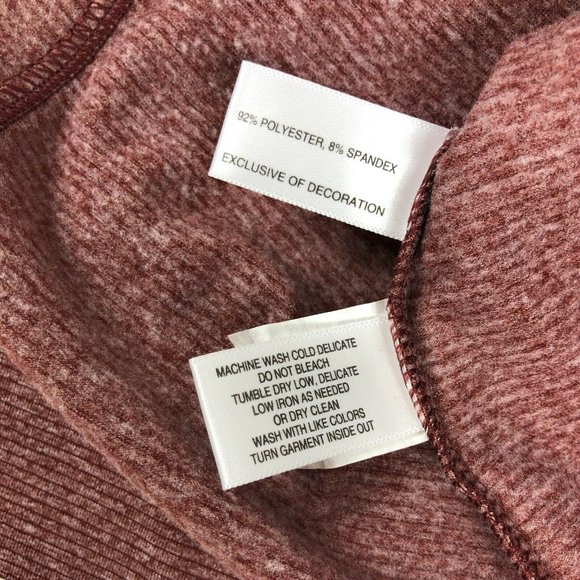 92% POLYESTER, 8% SPANDEX
EXCLUSIVE OF DECORATION
MACHINE WASH COLD DELICATE
DO NOT BLEACH
TUMBLE DRY LOW, DELICATE
LOW IRON AS NEEDED
OR DRY CLEAN
WASH WITH LIKE COLORS
TURN GARMENT INSIDE OUT